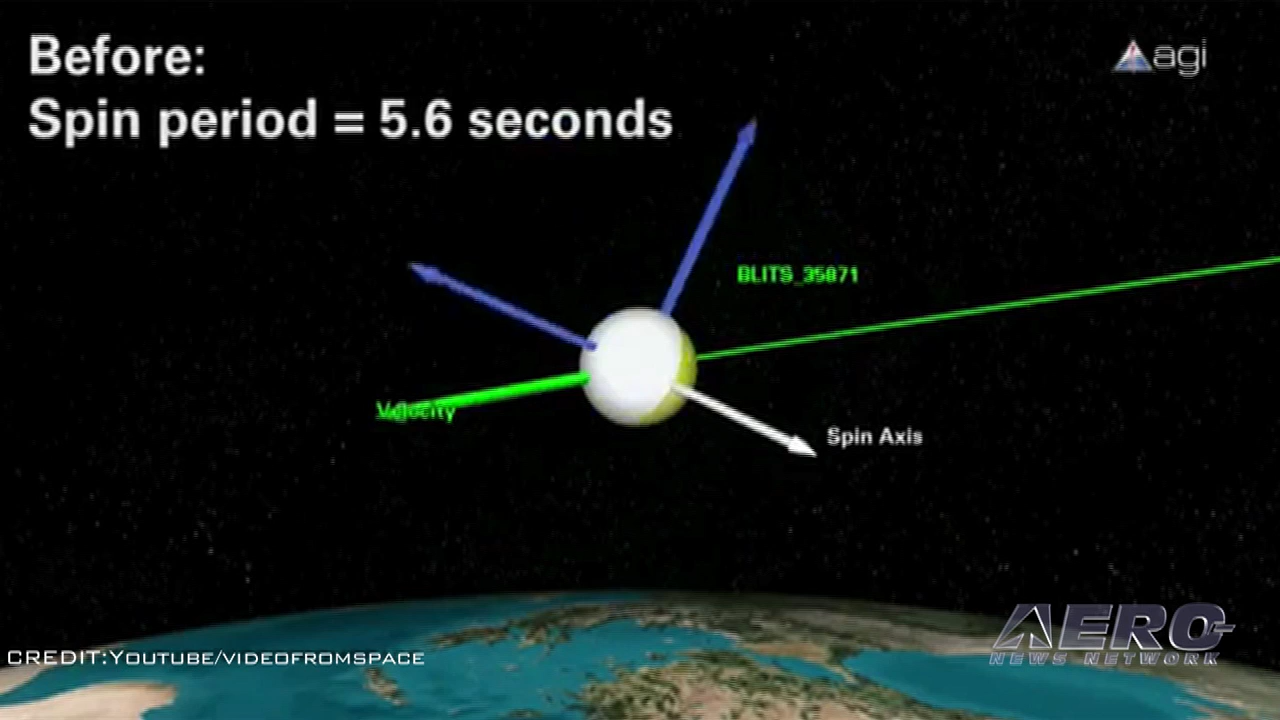 Before:
Spin period = 5.6 seconds
agi
BLITS_35871
Velocity
Spin Axis
CREDIT:YOUTUBE/VIDEOFROMSPACE
AERO
NEWS NETWORK